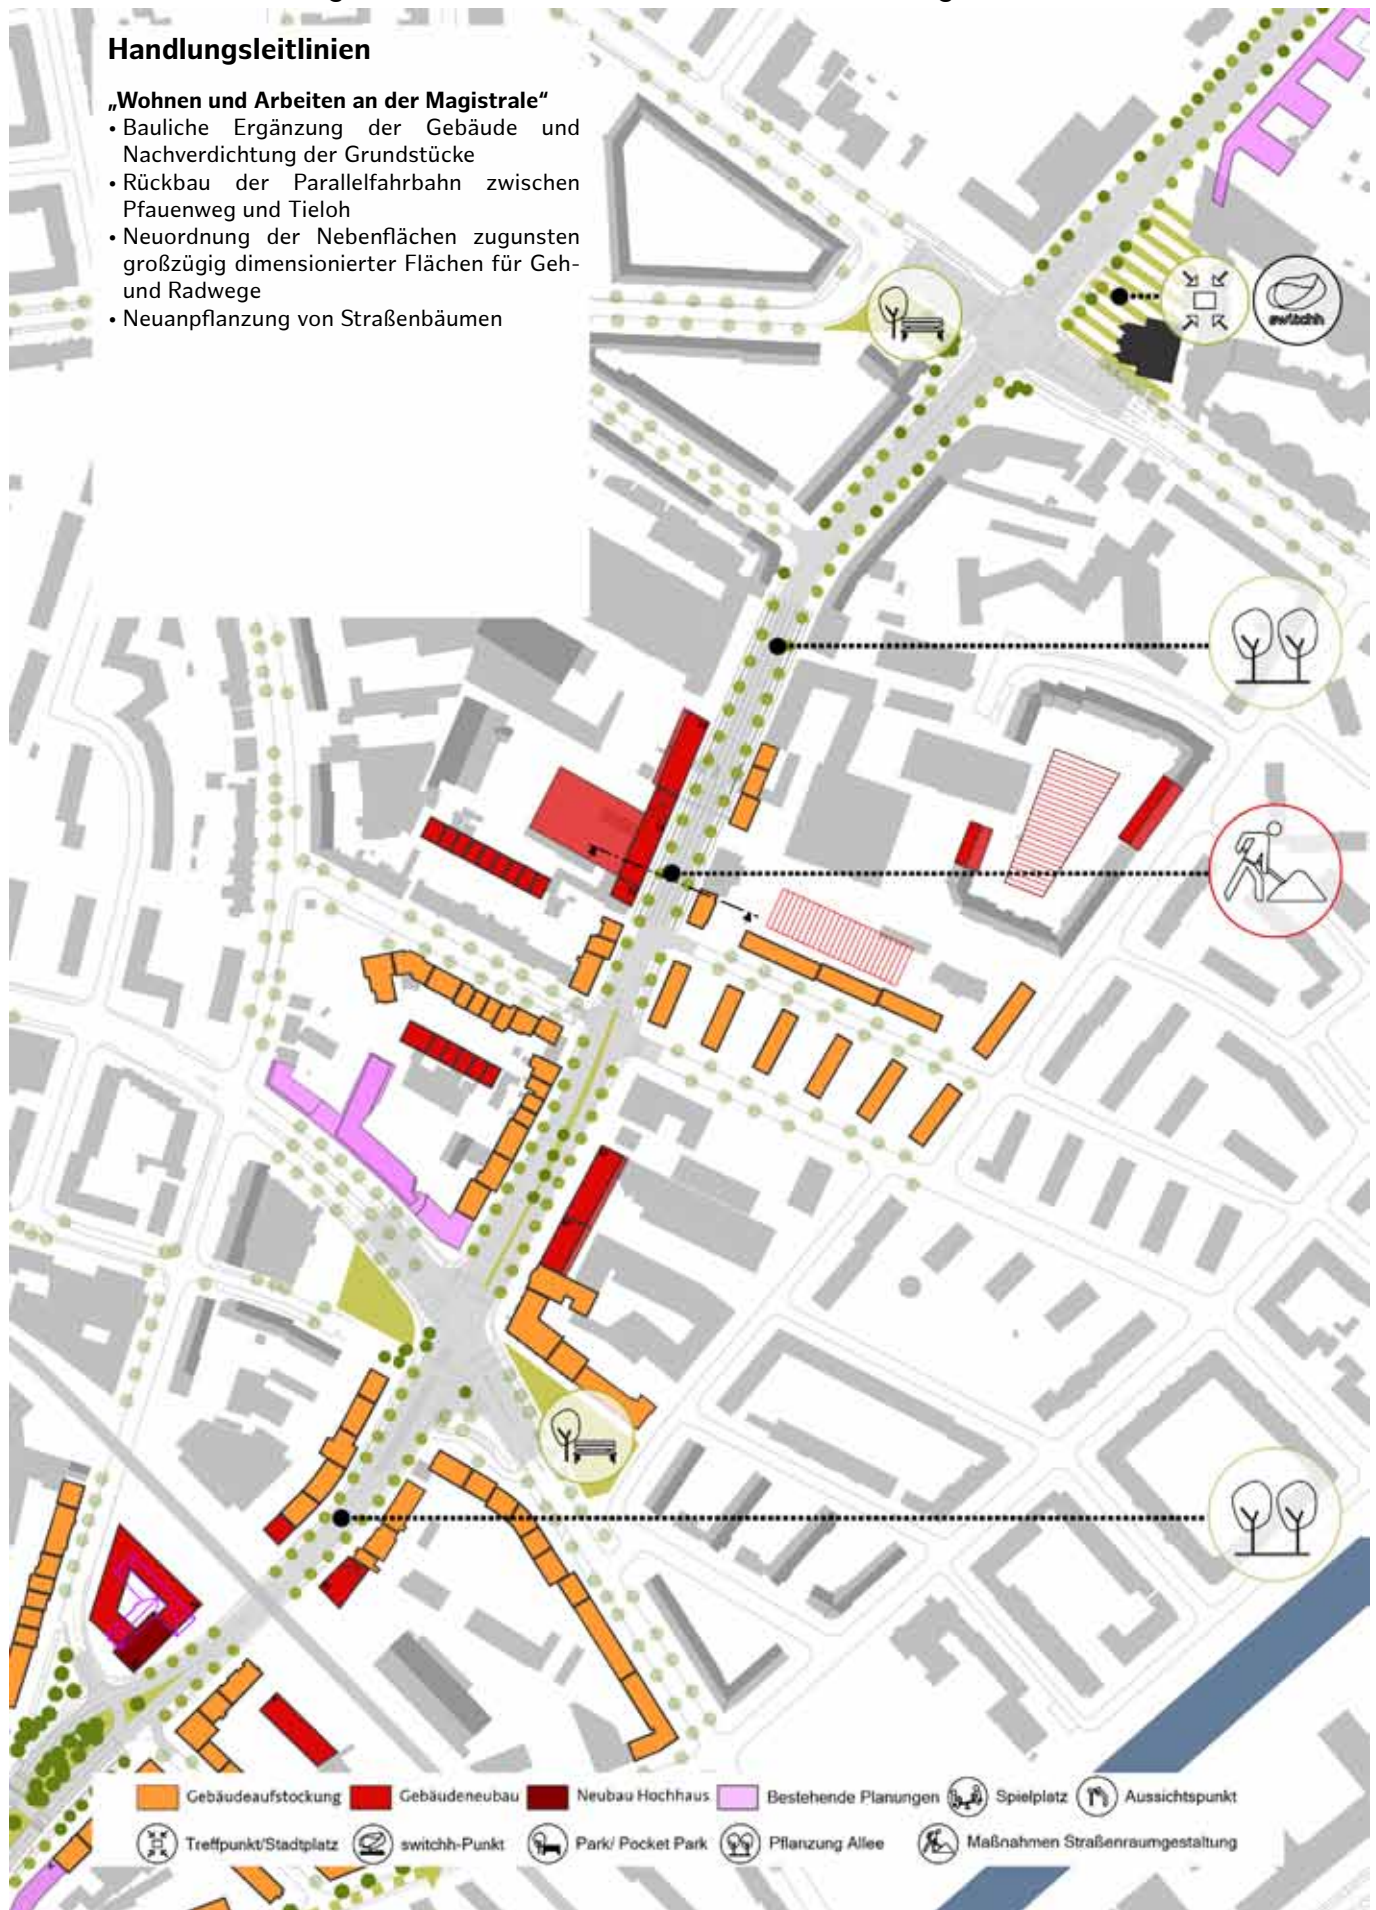 Handlungsleitlinien
„Wohnen und Arbeiten an der Magistrale“
• Bauliche Ergänzung der Gebäude und
Nachverdichtung der Grundstücke
• Rückbau der Parallelfahrbahn zwischen
Pfauenweg und Tieloh
• Neuordnung der Nebenflächen zugunsten
großzügig dimensionierter Flächen für Geh-
und Radwege
• Neuanpflanzung von Straßenbäumen
switchh
Gebäudeaufstockung
Gebäudeneubau
Neubau Hochhaus
Bestehende Planungen
Spielplatz
Aussichtspunkt
Treffpunkt/Stadtplatz
switchh-Punkt
Park/ Pocket Park
Pflanzung Allee
Maßnahmen Straßenraumgestaltung